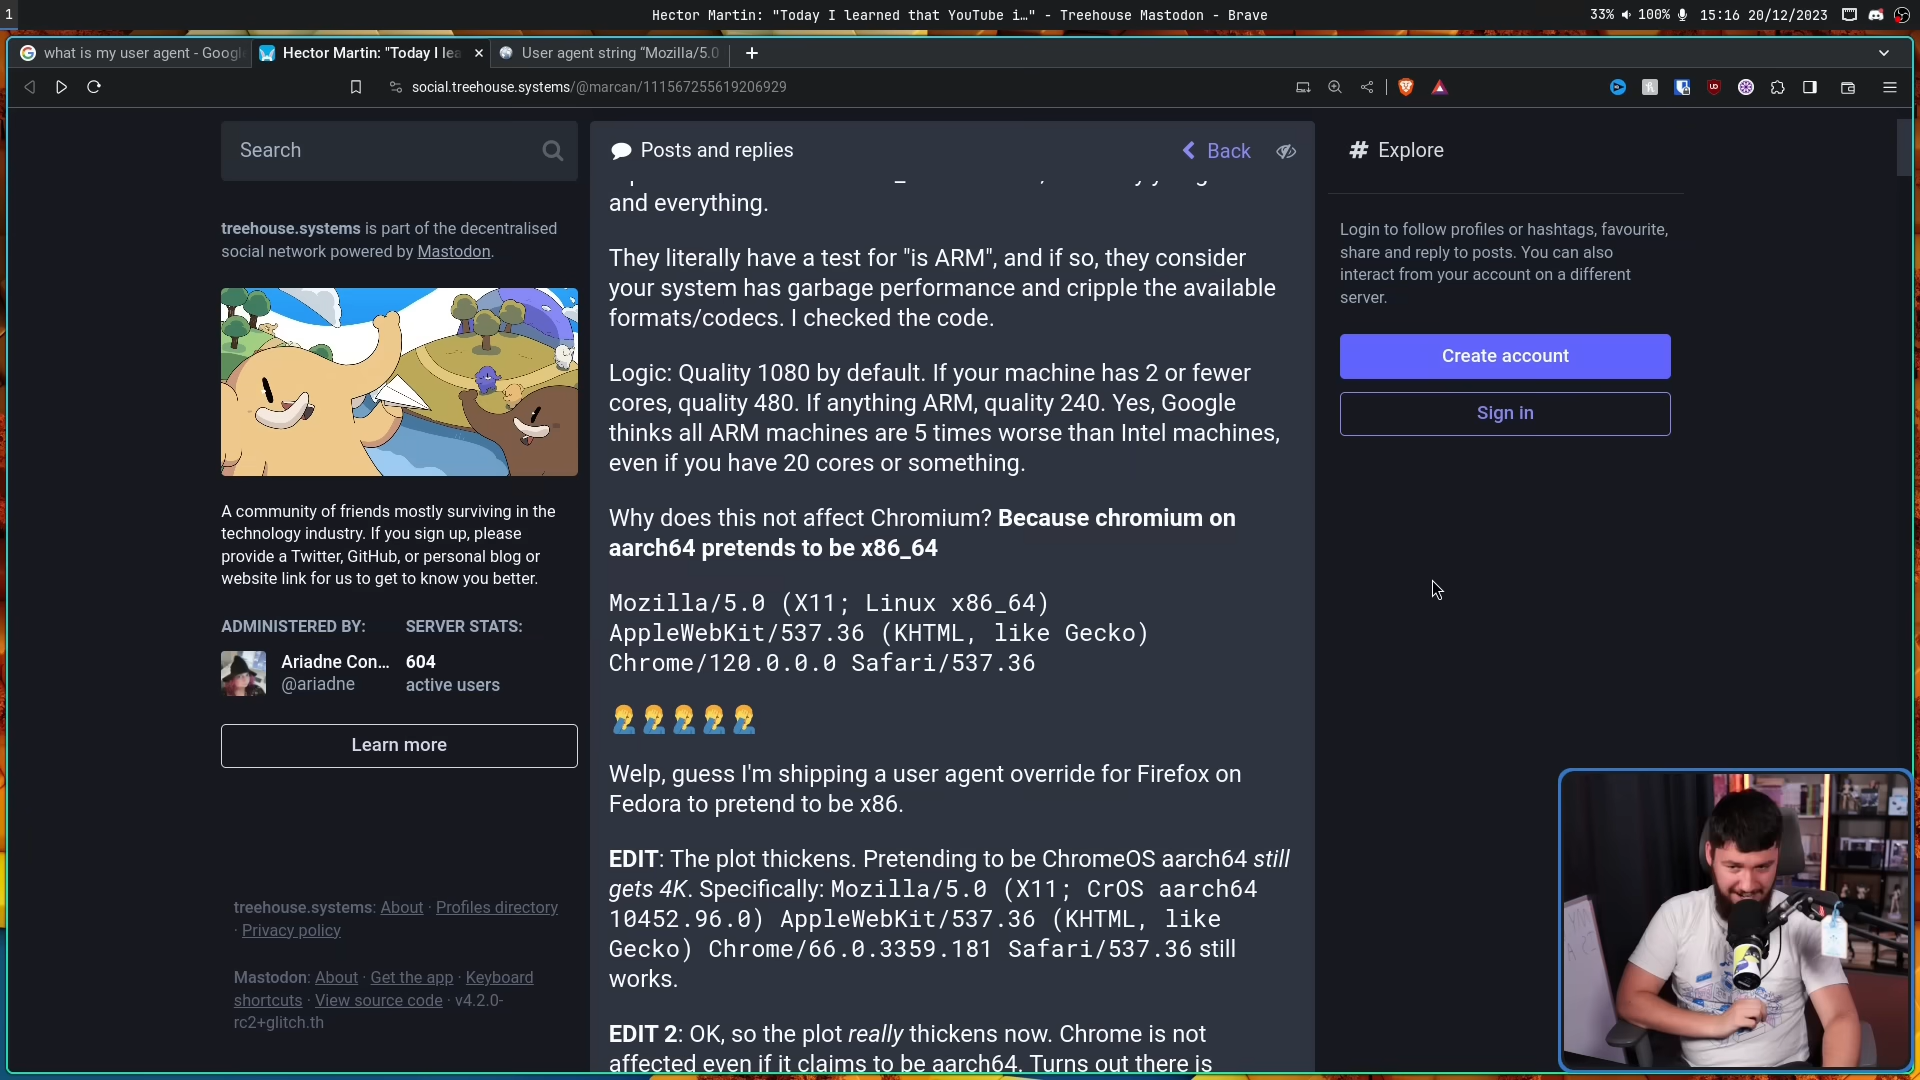 1
Hector Martin: "Today I learned that YouTube i…" - Treehouse Mastodon - Brave
33% 100% 15:16 20/12/2023
what is my user agent - Googl
Hector Martin: "Today I lea
User agent string "Mozilla/5.0
social.treehouse.systems/@marcan/111567255619206929
Search
treehouse.systems is part of the decentralised
social network powered by Mastodon.
A community of friends mostly surviving in the
technology industry. If you sign up, please
provide a Twitter, GitHub, or personal blog or
website link for us to get to know you better.
ADMINISTERED BY:
Ariadne Con...
@ariadne
SERVER STATS:
604
active users
Learn more
treehouse.systems: About · Profiles directory
· Privacy policy
Mastodon: About · Get the app · Keyboard
shortcuts · View source code · v4.2.0-
rc2+glitch.th
Posts and replies
Back
and everything.
They literally have a test for "is ARM", and if so, they consider
your system has garbage performance and cripple the available
formats/codecs. I checked the code.
Logic: Quality 1080 by default. If your machine has 2 or fewer
cores, quality 480. If anything ARM, quality 240. Yes, Google
thinks all ARM machines are 5 times worse than Intel machines,
even if you have 20 cores or something.
Why does this not affect Chromium? Because chromium on
aarch64 pretends to be x86_64
Mozilla/5.0 (X11; Linux x86_64)
AppleWebKit/537.36 (KHTML, like Gecko)
Chrome/120.0.0.0 Safari/537.36
🤦🤦🤦🤦🤦
Welp, guess I'm shipping a user agent override for Firefox on
Fedora to pretend to be x86.
EDIT: The plot thickens. Pretending to be ChromeOS aarch64 still
gets 4K. Specifically: Mozilla/5.0 (X11; CrOS aarch64
10452.96.0) AppleWebKit/537.36 (KHTML, like
Gecko) Chrome/66.0.3359.181 Safari/537.36 still
works.
EDIT 2: OK, so the plot really thickens now. Chrome is not
affected even if it claims to be aarch64. Turns out there is
# Explore
Login to follow profiles or hashtags, favourite,
share and reply to posts. You can also
interact from your account on a different
server.
Create account
Sign in